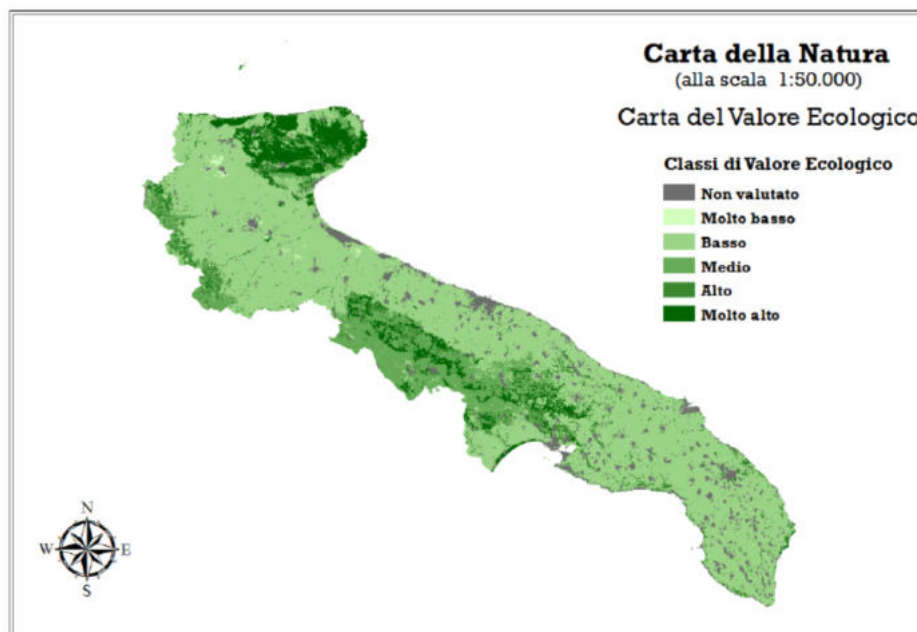 Carta della Natura
(alla scala 1:50.000)
Carta del Valore Ecologico
Classi di Valore Ecologico
Non valutato
Molto basso
Basso
Medio
Alto
Molto alto
N
W E
S